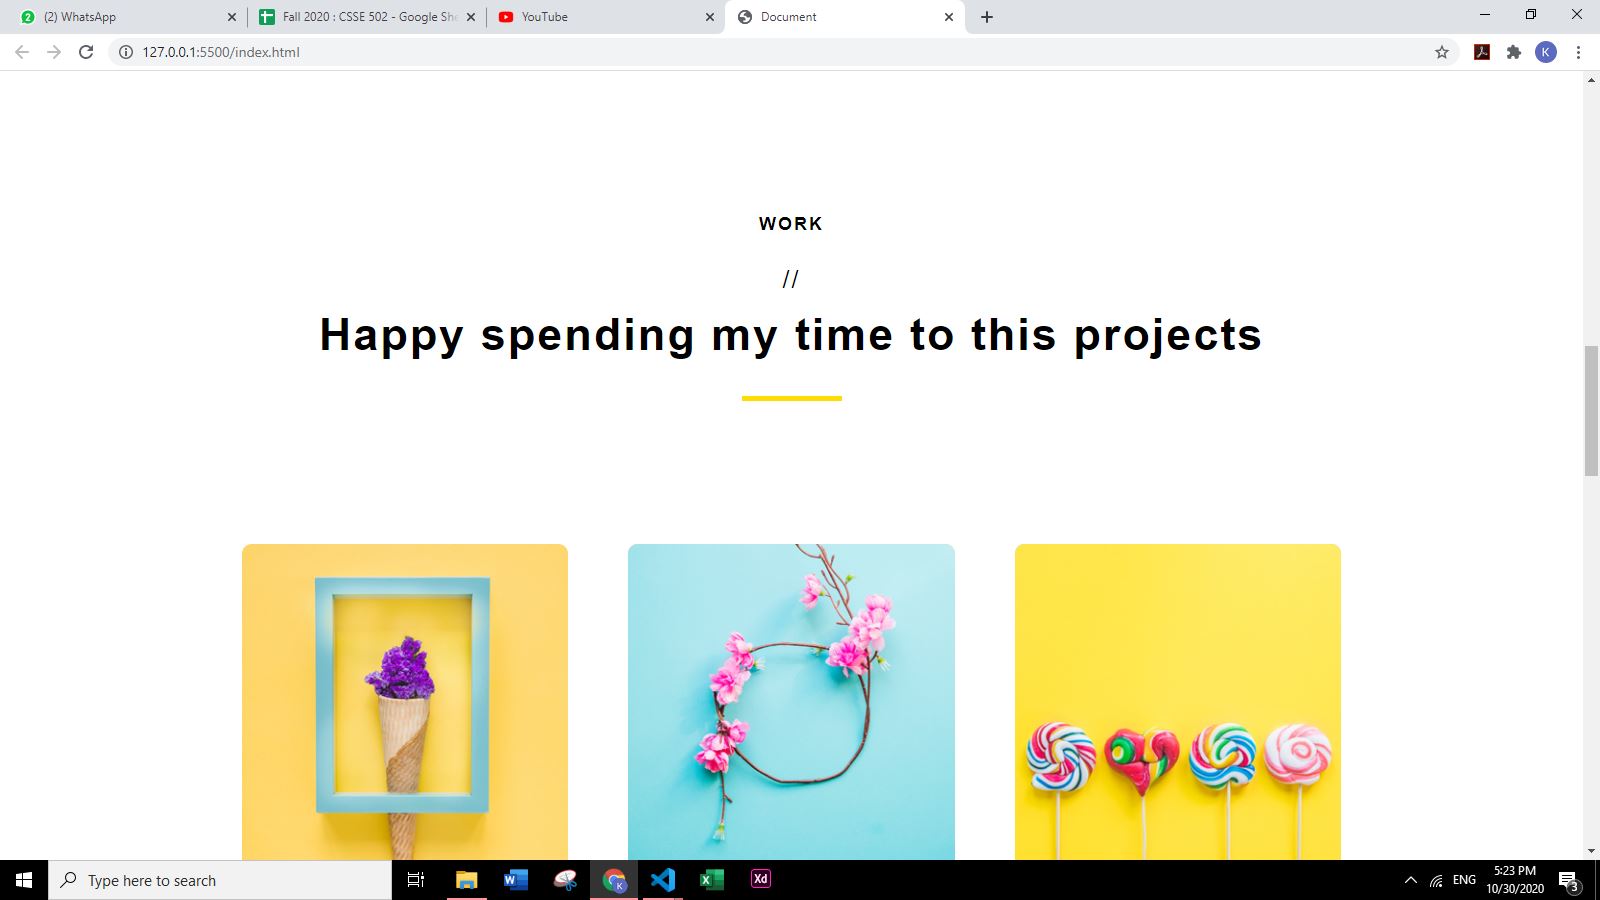 (2) WhatsApp
Fall 2020 : CSSE 502 - Google She
YouTube
Document
127.0.0.1:5500/index.html
K
WORK
//
Happy spending my time to this projects
Type here to search
W
K
X
Xd
ENG
5:23 PM
10/30/2020
3